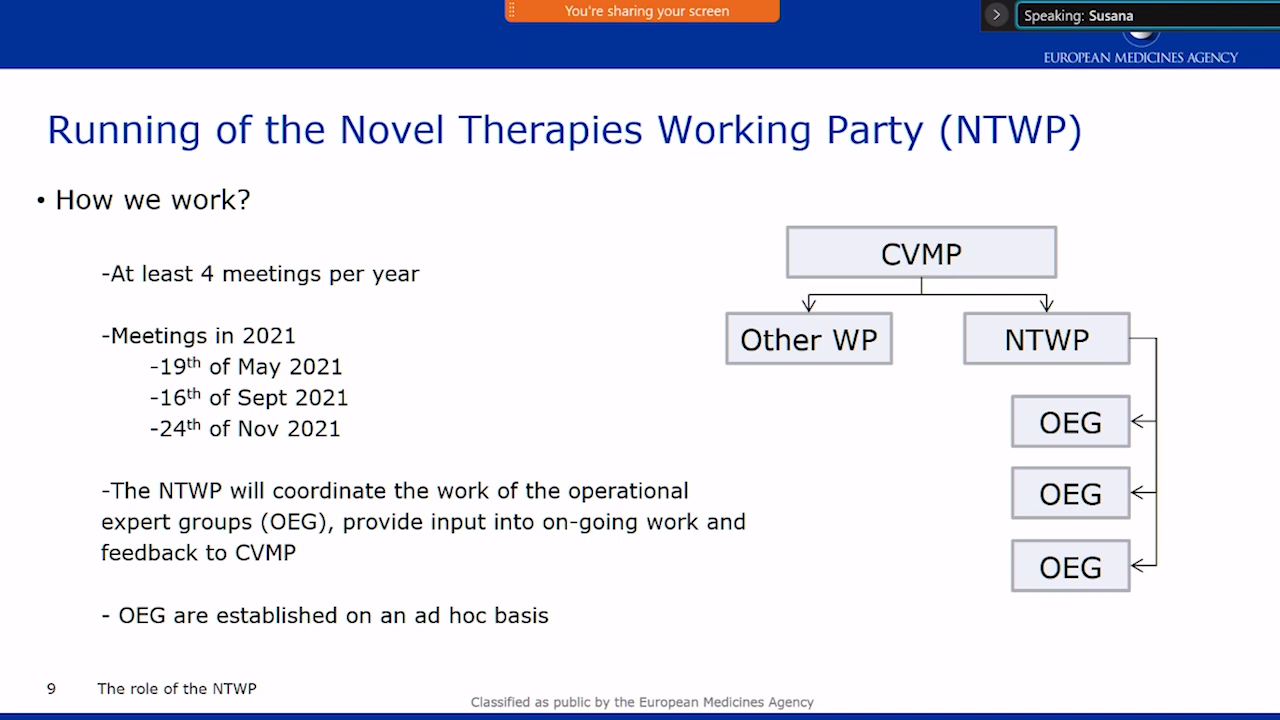 You're sharing your screen
Speaking: Susana
EUROPEAN MEDICINES AGENCY
Running of the Novel Therapies Working Party (NTWP)
• How we work?
-At least 4 meetings per year
-Meetings in 2021
-19th of May 2021
-16th of Sept 2021
-24th of Nov 2021
-The NTWP will coordinate the work of the operational
expert groups (OEG), provide input into on-going work and
feedback to CVMP
- OEG are established on an ad hoc basis
CVMP
Other WP
NTWP
OEG
OEG
OEG
9 The role of the NTWP
Classified as public by the European Medicines Agency